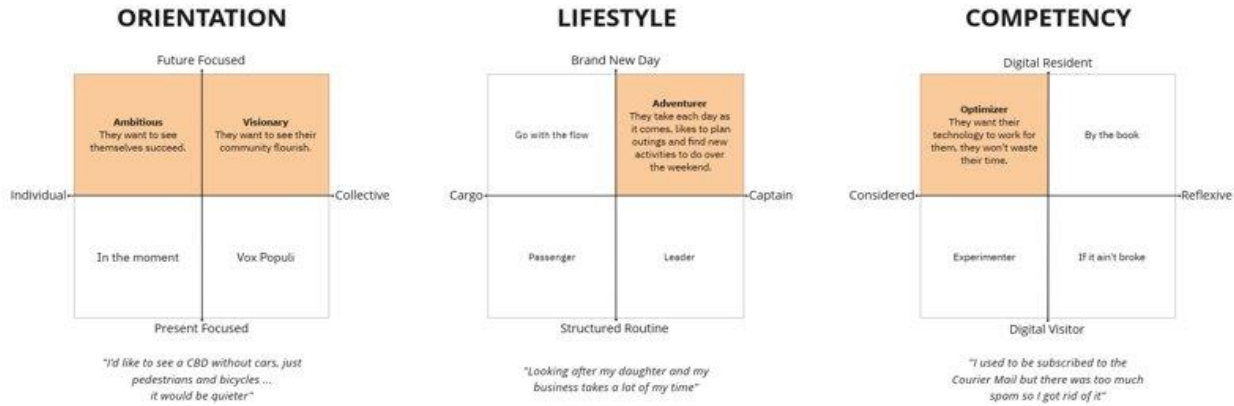 ORIENTATION
Future Focused
Ambitious
They want to see
themselves succeed.
Visionary
They want to see their
community flourish.
Individual
Collective
In the moment
Vox Populi
Present Focused
"I'd like to see a CBD without cars, just
pedestrians and bicycles ...
it would be quieter"
LIFESTYLE
Brand New Day
Go with the flow
Adventurer
They take each day as
it comes, likes to plan
outings and find new
activities to do over
the weekend.
Cargo
Captain
Passenger
Leader
Structured Routine
"Looking after my daughter and my
business takes a lot of my time"
COMPETENCY
Digital Resident
Optimizer
They want their
technology to work for
them, they won't waste
their time.
By the book
Considered
Reflexive
Experimenter
If it ain't broke
Digital Visitor
"I used to be subscribed to the
Courier Mail but there was too much
spam so I got rid of it"